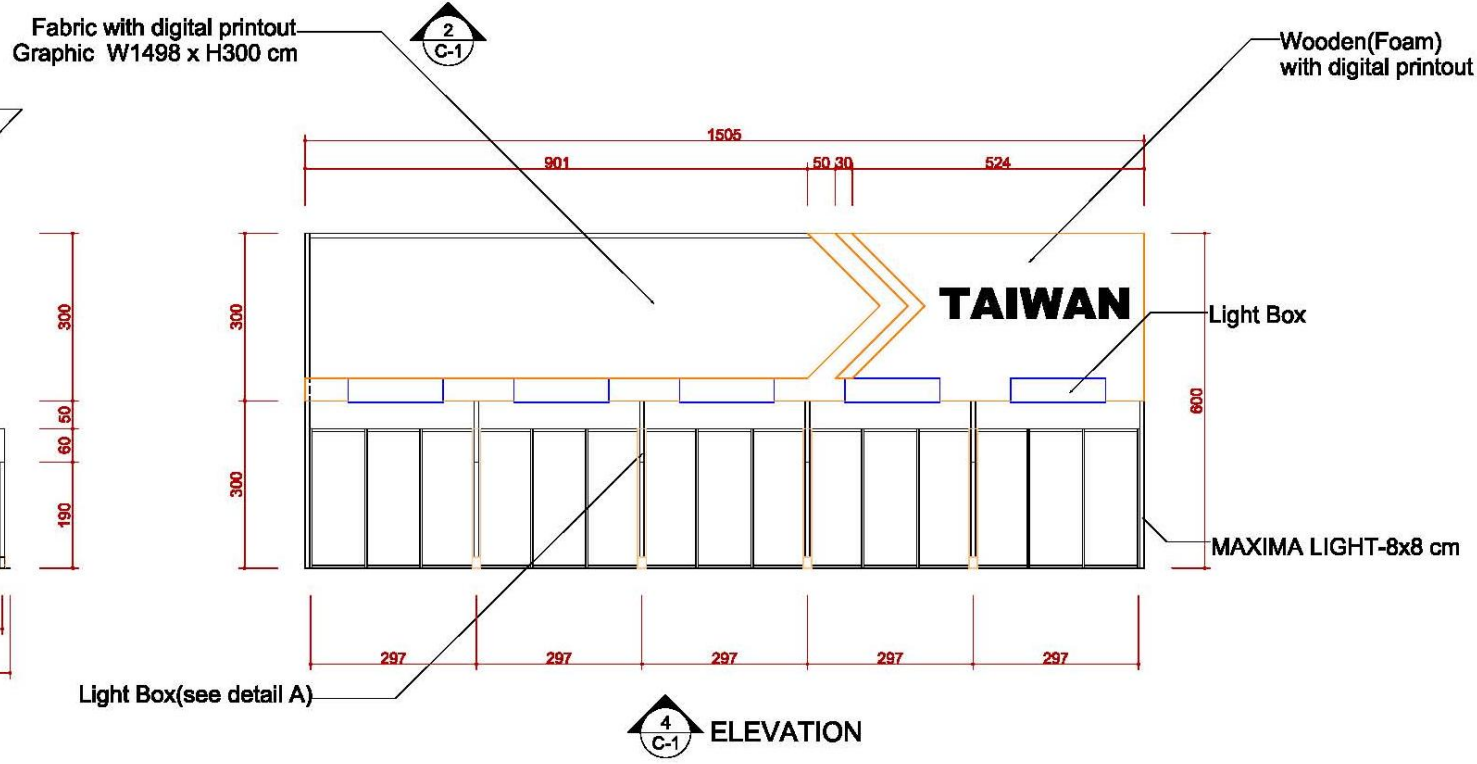 Fabric with digital printout
Graphic W1498 x H300 cm
2
C-1
Wooden(Foam)
with digital printout
1505
901
50
30
524
300
300
TAIWAN
Light Box
600
50
60
190
300
MAXIMA LIGHT-8x8 cm
297
297
297
297
297
Light Box(see detail A)
4
C-1
ELEVATION